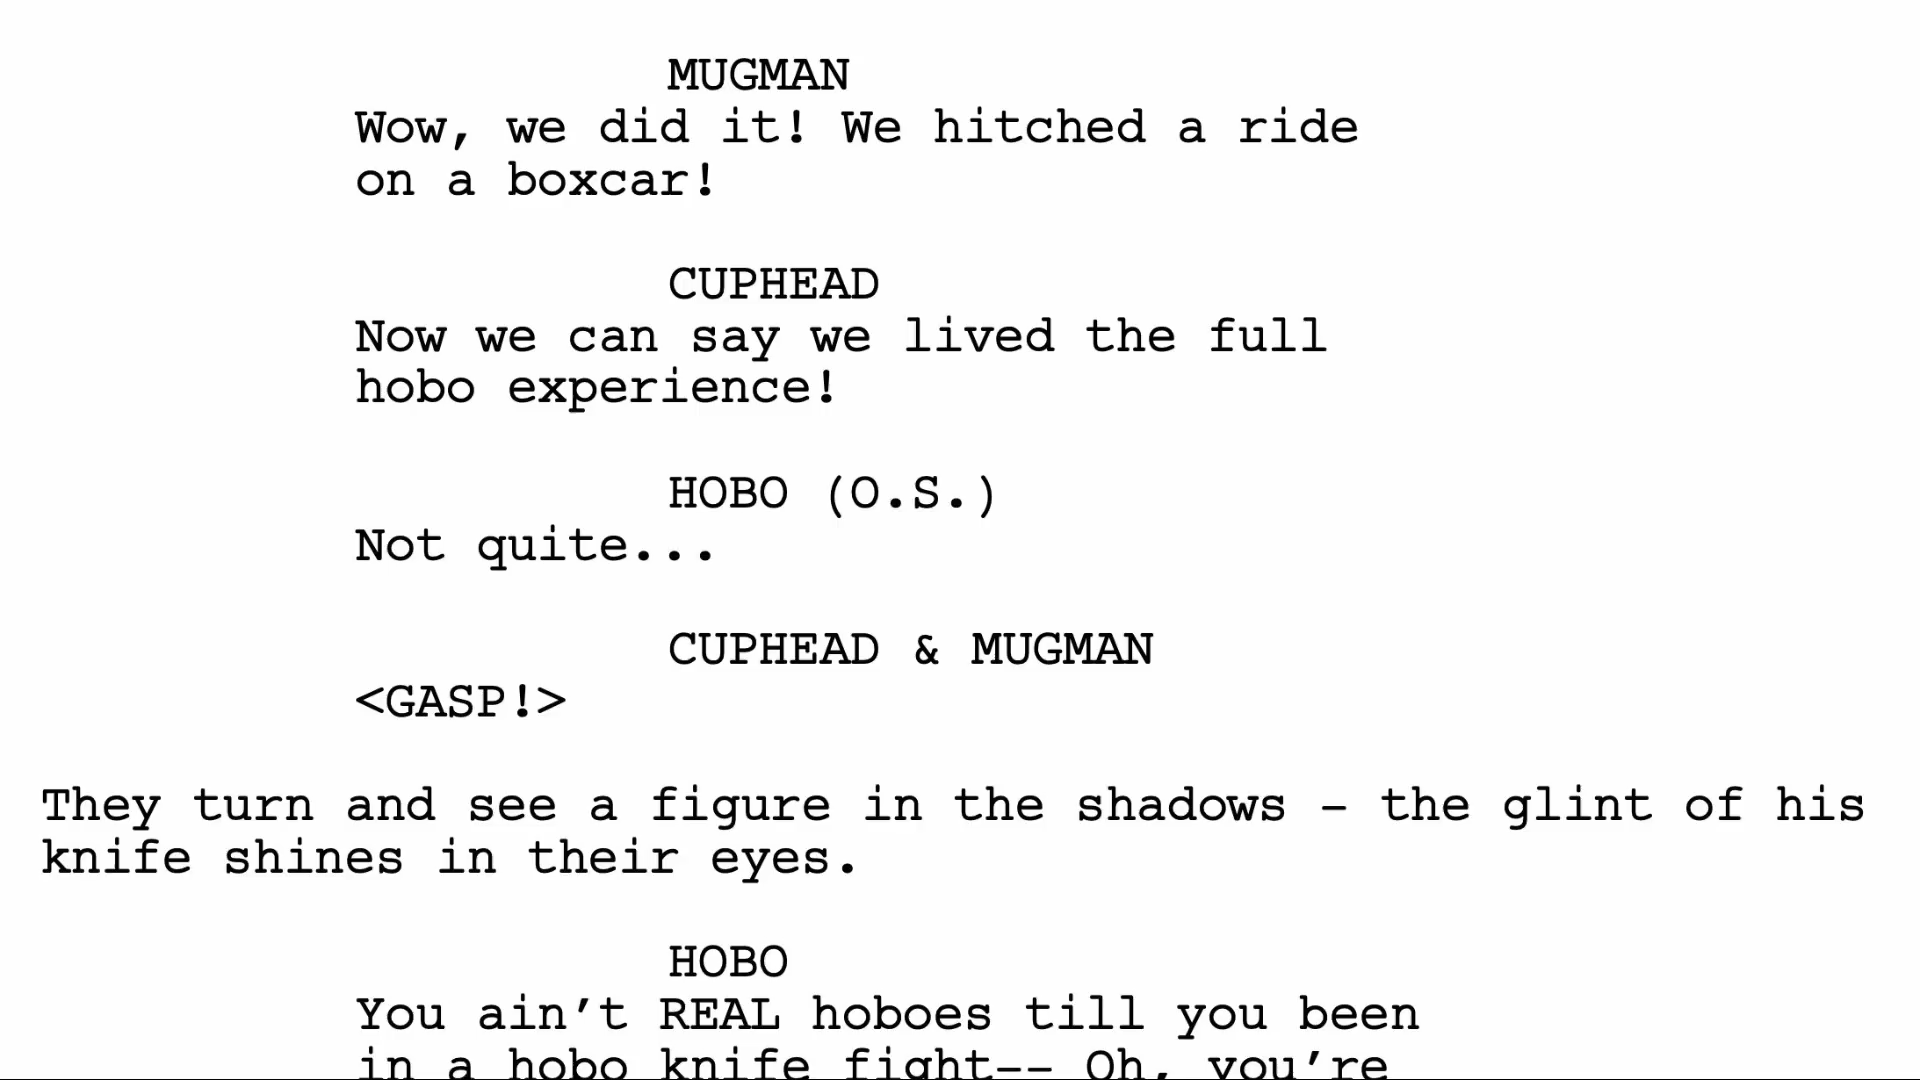 MUGMAN
Wow, we did it! We hitched a ride
on a boxcar!
CUPHEAD
Now we can say we lived the full
hobo experience!
HOBO (O.S.)
Not quite...
CUPHEAD & MUGMAN
<GASP!>
They turn and see a figure in the shadows – the glint of his
knife shines in their eyes.
HOBO
You ain’t REAL hoboes till you been
in a hobo knife fight-- Oh, you’re